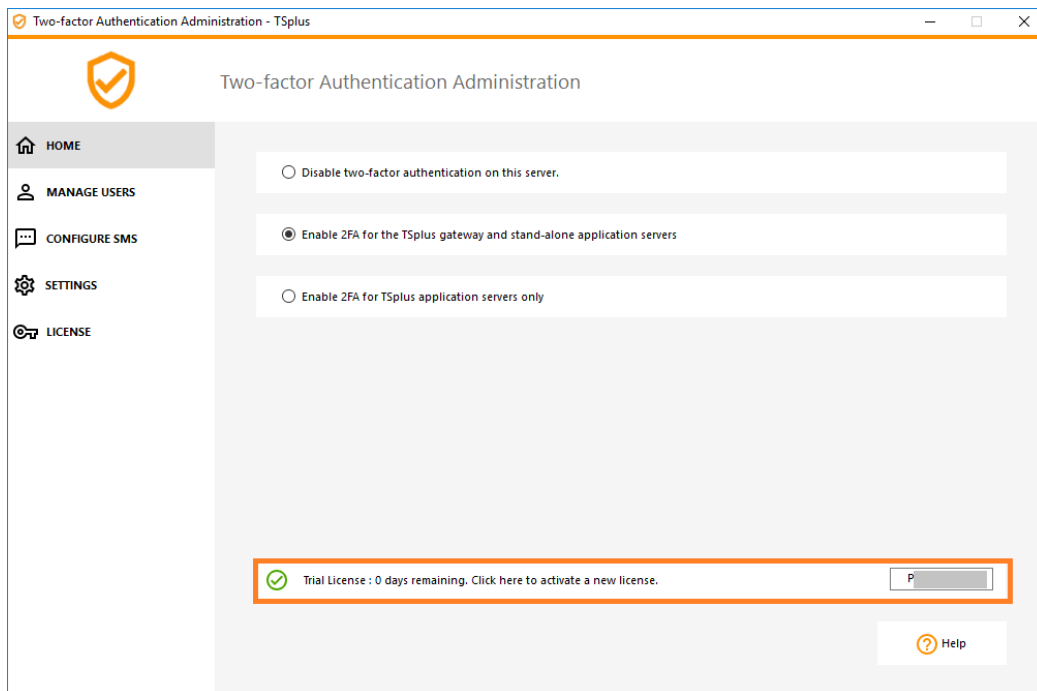 Two-factor Authentication Administration - TSplus
Two-factor Authentication Administration
HOME
MANAGE USERS
CONFIGURE SMS
SETTINGS
LICENSE
Disable two-factor authentication on this server.
Enable 2FA for the TSplus gateway and stand-alone application servers
Enable 2FA for TSplus application servers only
Trial License : 0 days remaining. Click here to activate a new license.
P
Help